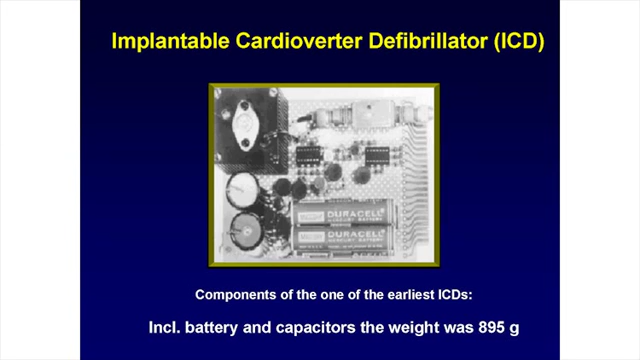 Implantable Cardioverter Defibrillator (ICD)
DURACELL
DURACELL
Components of the one of the earliest ICDs:
Incl. battery and capacitors the weight was 895 g